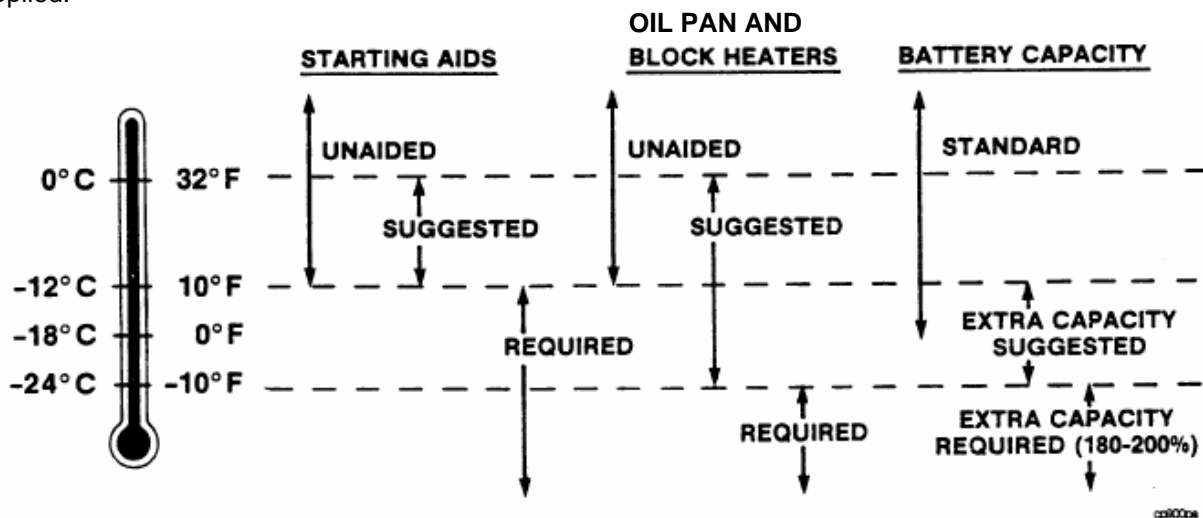 OIL PAN AND
STARTING AIDS BLOCK HEATERS BATTERY CAPACITY
UNAIDED UNAIDED STANDARD
0°C 32°F
SUGGESTED SUGGESTED
-12°C 10°F
-18°C 0°F
REQUIRED EXTRA CAPACITY
SUGGESTED
-24°C -10°F
REQUIRED EXTRA CAPACITY
REQUIRED (180-200%)